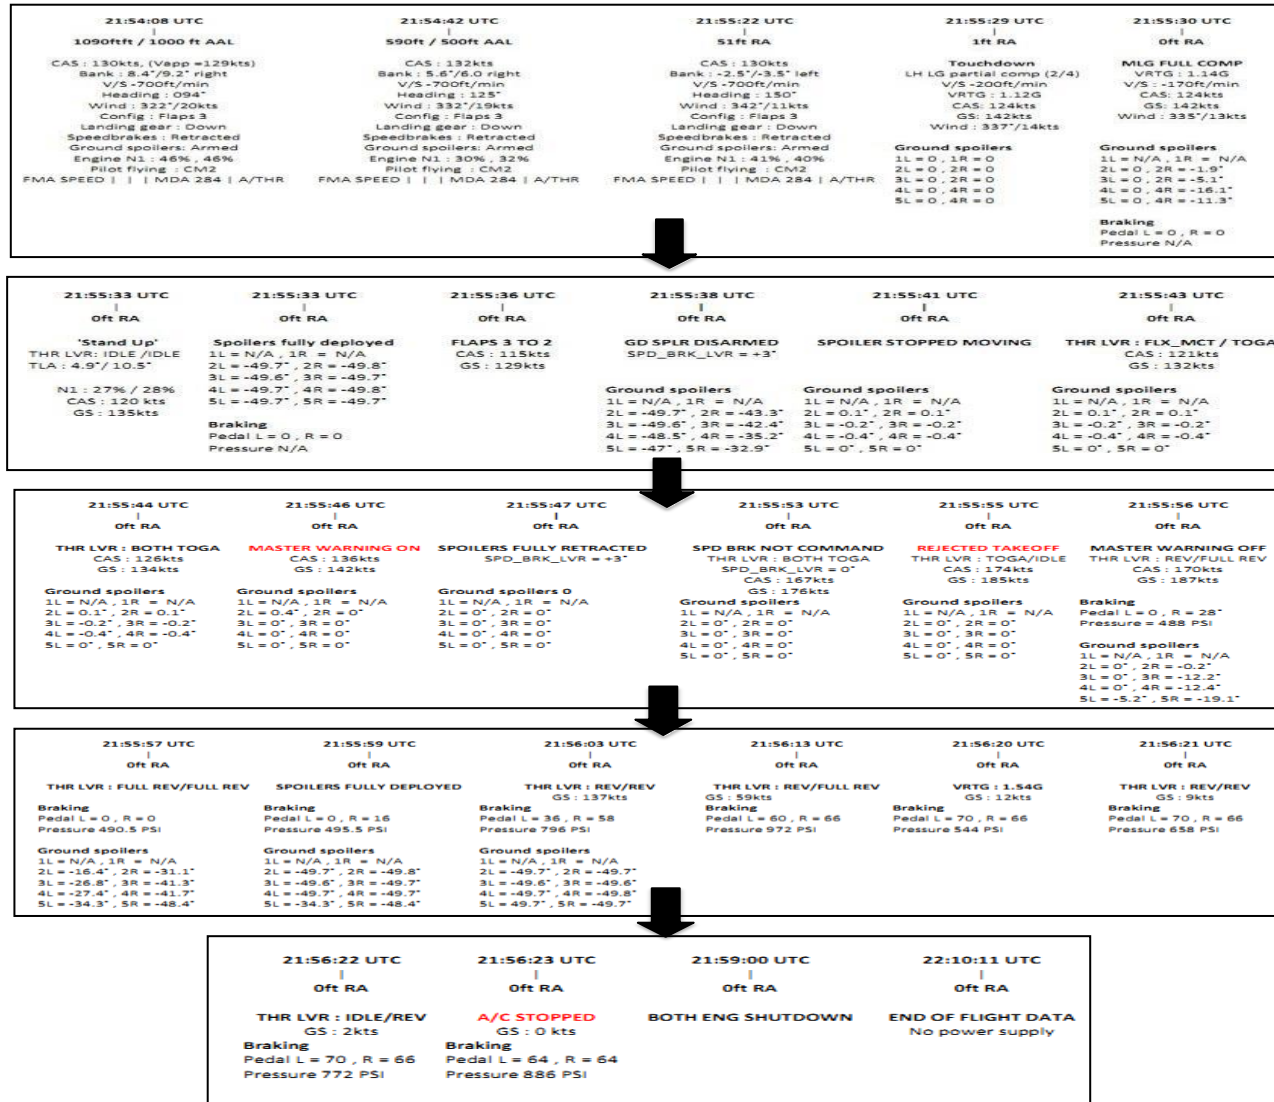 21:54:08 UTC
|
1090ftft / 1000 ft AAL
CAS : 130kts, (Vapp =129kts)
Bank : 8.4°/9.2° right
V/S -700ft/min
Heading : 094°
Wind : 322°/20kts
Config : Flaps 3
Landing gear : Down
Speedbrakes : Retracted
Ground spoilers: Armed
Engine N1 : 46% , 46%
Pilot flying : CM2
FMA SPEED | | | MDA 284 | A/THR
21:54:42 UTC
|
590ft / 500ft AAL
CAS : 132kts
Bank : 5.6°/6.0 right
V/S -700ft/min
Heading : 125°
Wind : 332°/19kts
Config : Flaps 3
Landing gear : Down
Speedbrakes : Retracted
Ground spoilers: Armed
Engine N1 : 30% , 32%
Pilot flying : CM2
FMA SPEED | | | MDA 284 | A/THR
21:55:22 UTC
|
51ft RA
CAS : 130kts
Bank : -2.5°/-3.5° left
V/S -700ft/min
Heading : 150°
Wind : 342°/11kts
Config : Flaps 3
Landing gear : Down
Speedbrakes : Retracted
Ground spoilers: Armed
Engine N1 : 41% , 40%
Pilot flying : CM2
FMA SPEED | | | MDA 284 | A/THR
21:55:29 UTC
|
1ft RA
Touchdown
LH LG partial comp (2/4)
V/S -200ft/min
VRTG : 1.12G
CAS: 124kts
GS: 142kts
Wind : 337°/14kts
Ground spoilers
1L = 0 , 1R = 0
2L = 0 , 2R = 0
3L = 0 , 2R = 0
4L = 0 , 4R = 0
5L = 0 , 4R = 0
21:55:30 UTC
|
0ft RA
MLG FULL COMP
VRTG : 1.14G
V/S : -170ft/min
CAS: 124kts
GS: 142kts
Wind : 335°/13kts
Ground spoilers
1L = N/A , 1R = N/A
2L = 0 , 2R = -1.9°
3L = 0 , 2R = -5.1°
4L = 0 , 4R = -16.1°
5L = 0 , 4R = -11.3°
Braking
Pedal L = 0 , R = 0
Pressure N/A
21:55:33 UTC
|
0ft RA
'Stand Up'
THR LVR: IDLE /IDLE
TLA : 4.9°/ 10.5°
N1 : 27% / 28%
CAS : 120 kts
GS : 135kts
21:55:33 UTC
|
0ft RA
Spoilers fully deployed
1L = N/A , 1R = N/A
2L = -49.7° , 2R = -49.8°
3L = -49.6° , 3R = -49.7°
4L = -49.7° , 4R = -49.8°
5L = -49.7° , 5R = -49.7°
Braking
Pedal L = 0 , R = 0
Pressure N/A
21:55:36 UTC
|
0ft RA
FLAPS 3 TO 2
CAS : 115kts
GS : 129kts
21:55:38 UTC
|
0ft RA
GD SPLR DISARMED
SPD_BRK_LVR = +3°
Ground spoilers
1L = N/A , 1R = N/A
2L = -49.7° , 2R = -43.3°
3L = -49.6° , 3R = -42.4°
4L = -48.5° , 4R = -35.2°
5L = -47° , 5R = -32.9°
21:55:41 UTC
|
0ft RA
SPOILER STOPPED MOVING
Ground spoilers
1L = N/A , 1R = N/A
2L = 0.1° , 2R = 0.1°
3L = -0.2° , 3R = -0.2°
4L = -0.4° , 4R = -0.4°
5L = 0° , 5R = 0°
21:55:43 UTC
|
0ft RA
THR LVR : FLX_MCT / TOGA
CAS : 121kts
GS : 132kts
Ground spoilers
1L = N/A , 1R = N/A
2L = 0.1° , 2R = 0.1°
3L = -0.2° , 3R = -0.2°
4L = -0.4° , 4R = -0.4°
5L = 0° , 5R = 0°
21:55:44 UTC
|
0ft RA
THR LVR : BOTH TOGA
CAS : 126kts
GS : 134kts
Ground spoilers
1L = N/A , 1R = N/A
2L = 0.1° , 2R = 0.1°
3L = -0.2° , 3R = -0.2°
4L = -0.4° , 4R = -0.4°
5L = 0° , 5R = 0°
21:55:46 UTC
|
0ft RA
MASTER WARNING ON
CAS : 136kts
GS : 142kts
Ground spoilers
1L = N/A , 1R = N/A
2L = 0.4° , 2R = 0°
3L = 0° , 3R = 0°
4L = 0° , 4R = 0°
5L = 0° , 5R = 0°
21:55:47 UTC
|
0ft RA
SPOILERS FULLY RETRACTED
SPD_BRK_LVR = +3°
Ground spoilers 0
1L = N/A , 1R = N/A
2L = 0° , 2R = 0°
3L = 0° , 3R = 0°
4L = 0° , 4R = 0°
5L = 0° , 5R = 0°
21:55:53 UTC
|
0ft RA
SPD BRK NOT COMMAND
THR LVR : BOTH TOGA
SPD_BRK_LVR = 0°
CAS : 167kts
GS : 176kts
Ground spoilers
1L = N/A , 1R = N/A
2L = 0° , 2R = 0°
3L = 0° , 3R = 0°
4L = 0° , 4R = 0°
5L = 0° , 5R = 0°
21:55:55 UTC
|
0ft RA
REJECTED TAKEOFF
THR LVR : TOGA/IDLE
CAS : 174kts
GS : 185kts
Ground spoilers
1L = N/A , 1R = N/A
2L = 0° , 2R = 0°
3L = 0° , 3R = 0°
4L = 0° , 4R = 0°
5L = 0° , 5R = 0°
21:55:56 UTC
|
0ft RA
MASTER WARNING OFF
THR LVR : REV/FULL REV
CAS : 170kts
GS : 187kts
Braking
Pedal L = 0 , R = 28°
Pressure = 488 PSI
Ground spoilers
1L = N/A , 1R = N/A
2L = 0° , 2R = -0.2°
3L = 0° , 3R = -12.2°
4L = 0° , 4R = -12.4°
5L = -5.2° , 5R = -19.1°
21:55:57 UTC
|
0ft RA
THR LVR : FULL REV/FULL REV
Braking
Pedal L = 0 , R = 0
Pressure 490.5 PSI
Ground spoilers
1L = N/A , 1R = N/A
2L = -16.4° , 2R = -31.1°
3L = -26.8° , 3R = -41.3°
4L = -27.4° , 4R = -41.7°
5L = -34.3° , 5R = -48.4°
21:55:59 UTC
|
0ft RA
SPOILERS FULLY DEPLOYED
Braking
Pedal L = 0 , R = 16
Pressure 495.5 PSI
Ground spoilers
1L = N/A , 1R = N/A
2L = -49.7° , 2R = -49.8°
3L = -49.6° , 3R = -49.7°
4L = -49.7° , 4R = -49.7°
5L = -34.3° , 5R = -48.4°
21:56:03 UTC
|
0ft RA
THR LVR : REV/REV
GS : 137kts
Braking
Pedal L = 36 , R = 58
Pressure 796 PSI
Ground spoilers
1L = N/A , 1R = N/A
2L = -49.7° , 2R = -49.7°
3L = -49.6° , 3R = -49.6°
4L = -49.7° , 4R = -49.8°
5L = 49.7° , 5R = -49.7°
21:56:13 UTC
|
0ft RA
THR LVR : REV/FULL REV
GS : 59kts
Braking
Pedal L = 60 , R = 66
Pressure 972 PSI
21:56:20 UTC
|
0ft RA
VRTG : 1.54G
GS : 12kts
Braking
Pedal L = 70 , R = 66
Pressure 544 PSI
21:56:21 UTC
|
0ft RA
THR LVR : REV/REV
GS : 9kts
Braking
Pedal L = 70 , R = 66
Pressure 658 PSI
21:56:22 UTC
|
0ft RA
THR LVR : IDLE/REV
GS : 2kts
Braking
Pedal L = 70 , R = 66
Pressure 772 PSI
21:56:23 UTC
|
0ft RA
A/C STOPPED
GS : 0 kts
Braking
Pedal L = 64 , R = 64
Pressure 886 PSI
21:59:00 UTC
|
0ft RA
BOTH ENG SHUTDOWN
22:10:11 UTC
|
0ft RA
END OF FLIGHT DATA
No power supply